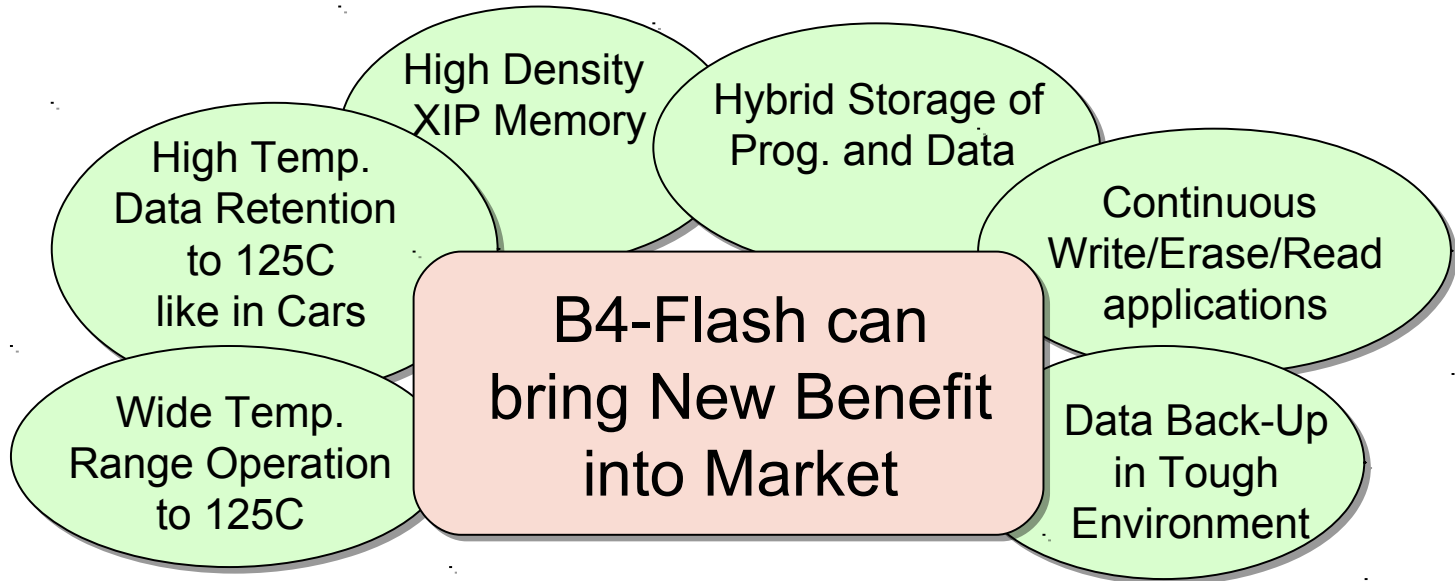 High Density
XIP Memory
Hybrid Storage of
Prog. and Data
High Temp.
Data Retention
to 125C
like in Cars
Continuous
Write/Erase/Read
applications
B4-Flash can
bring New Benefit
into Market
Wide Temp.
Range Operation
to 125C
Data Back-Up
in Tough
Environment